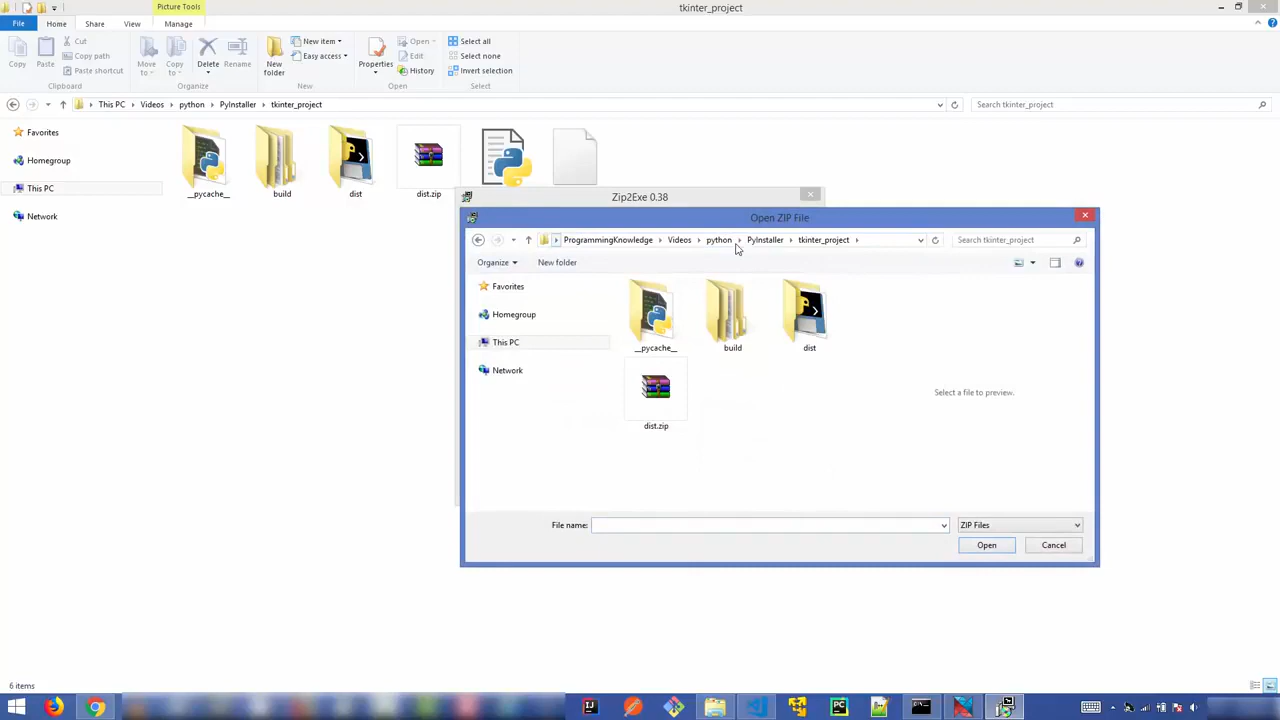 Picture Tools
tkinter_project
File
Home
Share
View
Manage
Copy
Paste
Cut
Copy path
Paste shortcut
Clipboard
Move to
Copy to
Delete
Rename
Organize
New folder
New item
Easy access
New
Properties
Open
Edit
History
Open
Select all
Select none
Invert selection
Select
This PC
Videos
python
PyInstaller
tkinter_project
Search tkinter_project
Favorites
Homegroup
This PC
Network
__pycache__
build
dist
dist.zip
Zip2Exe 0.38
Open ZIP File
ProgrammingKnowledge
Videos
python
PyInstaller
tkinter_project
Search tkinter_project
Organize
New folder
Favorites
Homegroup
This PC
Network
__pycache__
build
dist
dist.zip
Select a file to preview.
File name:
ZIP Files
Open
Cancel
6 items